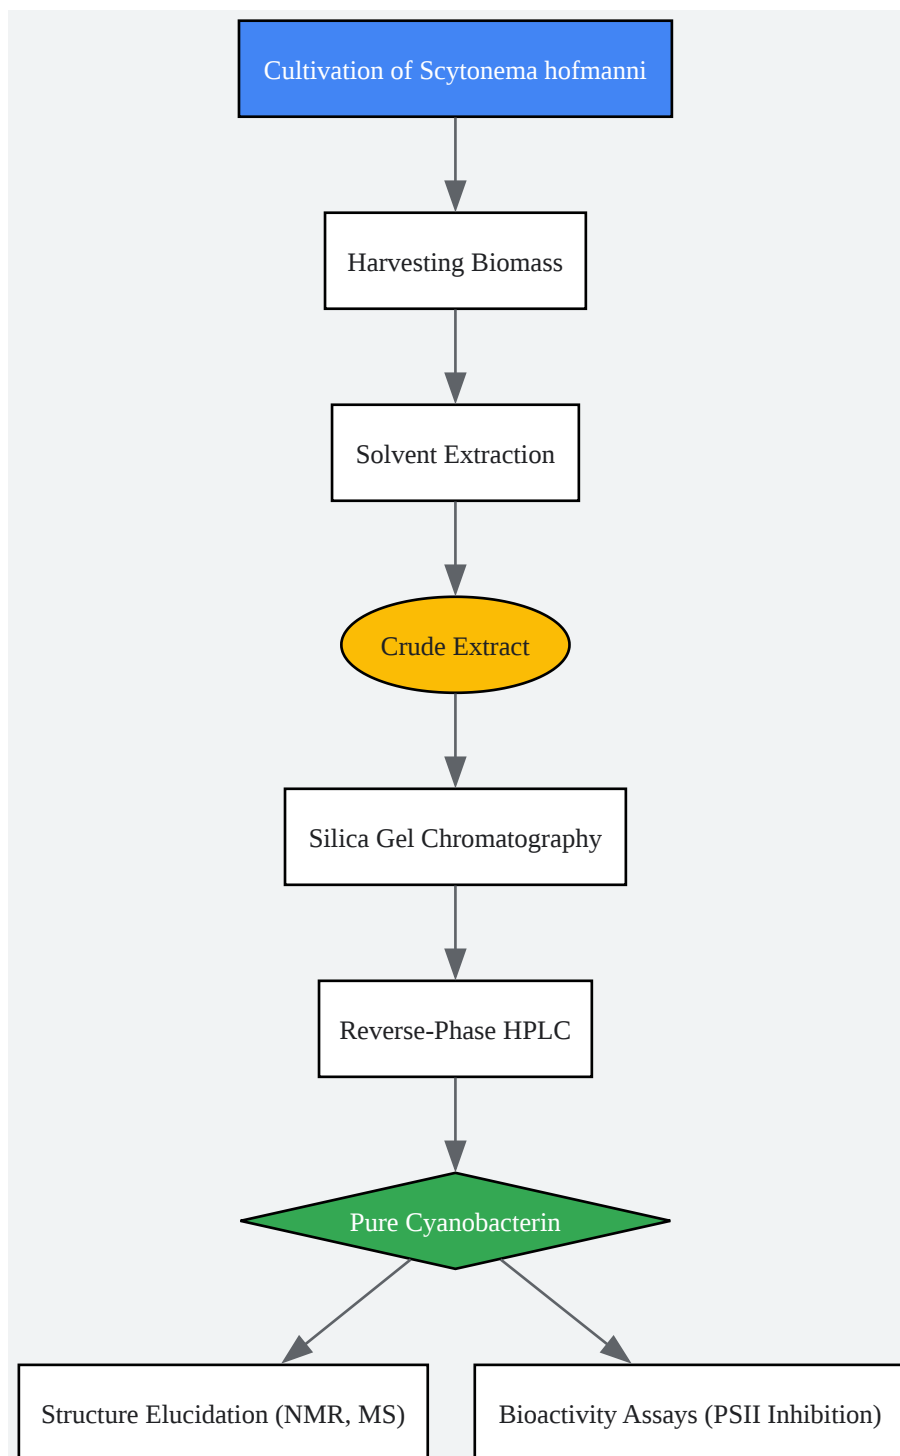 Cultivation of Scytonema hofmanni
Harvesting Biomass
Solvent Extraction
Crude Extract
Silica Gel Chromatography
Reverse-Phase HPLC
Pure Cyanobacterin
Structure Elucidation (NMR, MS)
Bioactivity Assays (PSII Inhibition)